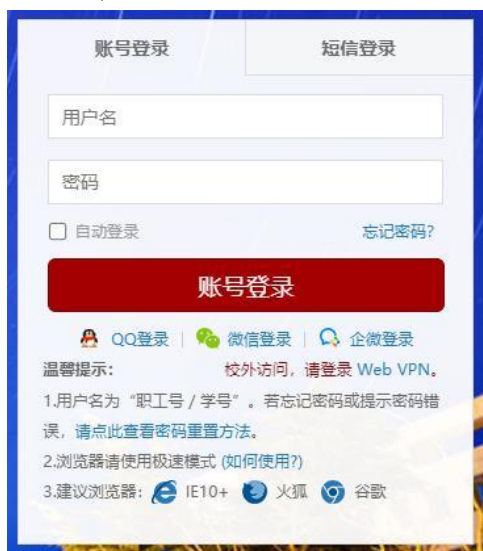 账号登录 短信登录
用户名
密码
自动登录 忘记密码?
账号登录
QQ登录 | 微信登录 | 企微登录
温馨提示： 校外访问, 请登录 Web VPN。
1.用户名为“职工号 / 学号”。若忘记密码或提示密码错
误, 请点此查看密码重置方法。
2.浏览器请使用极速模式 (如何使用?)
3.建议浏览器： IE10+ 火狐 谷歌